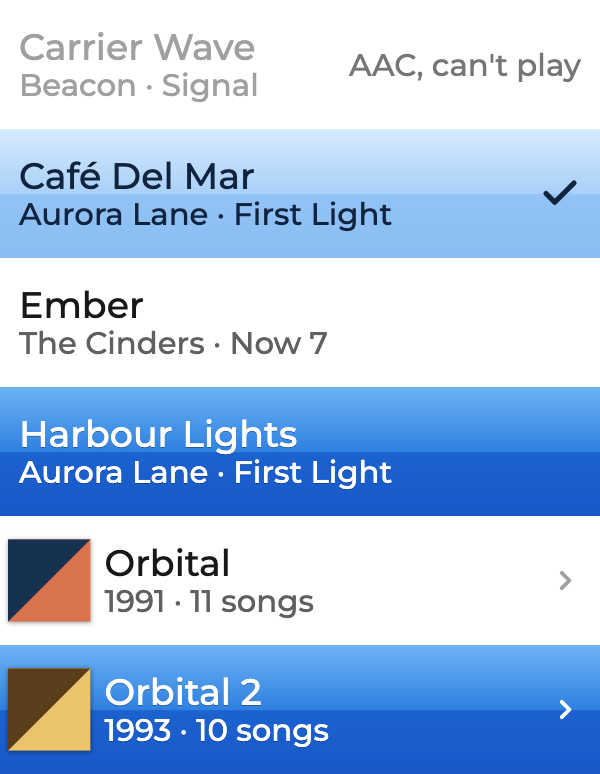 Carrier Wave
Beacon · Signal
AAC, can't play
Café Del Mar
Aurora Lane · First Light
Ember
The Cinders · Now 7
Harbour Lights
Aurora Lane · First Light
Orbital
1991 · 11 songs
Orbital 2
1993 · 10 songs